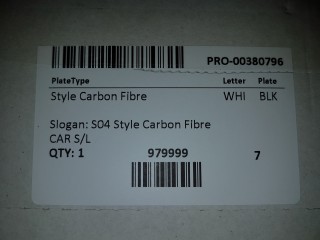 PRO-00380796
PlateType Letter Plate
Style Carbon Fibre WHI BLK
Slogan: S04 Style Carbon Fibre
CAR S/L
QTY: 1 979999 7